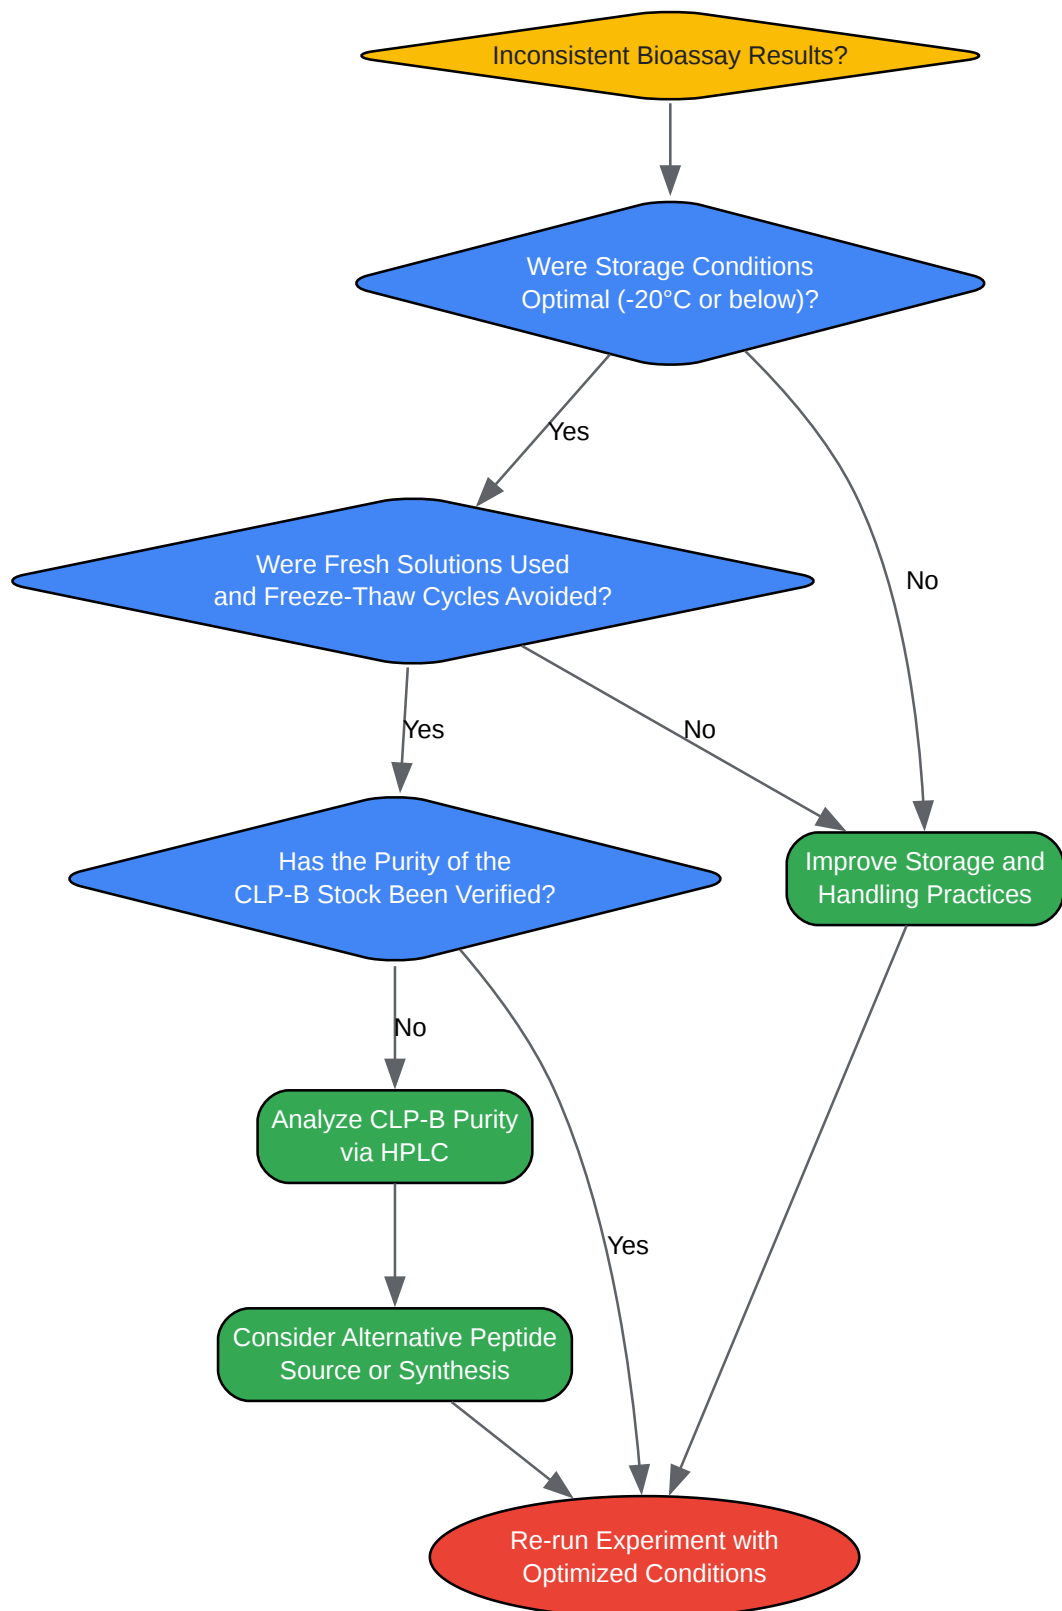 Inconsistent Bioassay Results?
Were Storage Conditions
Optimal (-20°C or below)?
Yes
No
Were Fresh Solutions Used
and Freeze-Thaw Cycles Avoided?
Yes
No
Has the Purity of the
CLP-B Stock Been Verified?
Improve Storage and
Handling Practices
No
Analyze CLP-B Purity
via HPLC
Yes
Consider Alternative Peptide
Source or Synthesis
Re-run Experiment with
Optimized Conditions